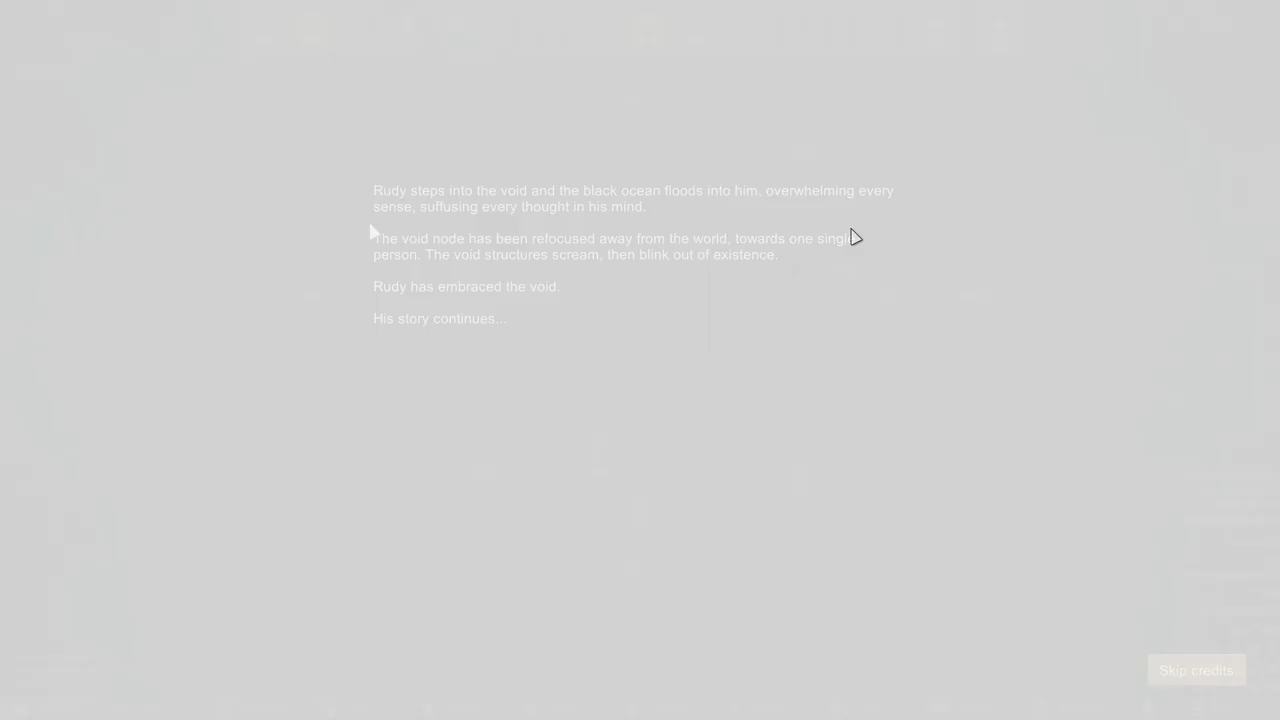 Rudy steps into the void and the black ocean floods into him, overwhelming every
sense, suffusing every thought in his mind.
The void node has been refocused away from the world, towards one single
person. The void structures scream, then blink out of existence.
Rudy has embraced the void.
His story continues...
Skip credits